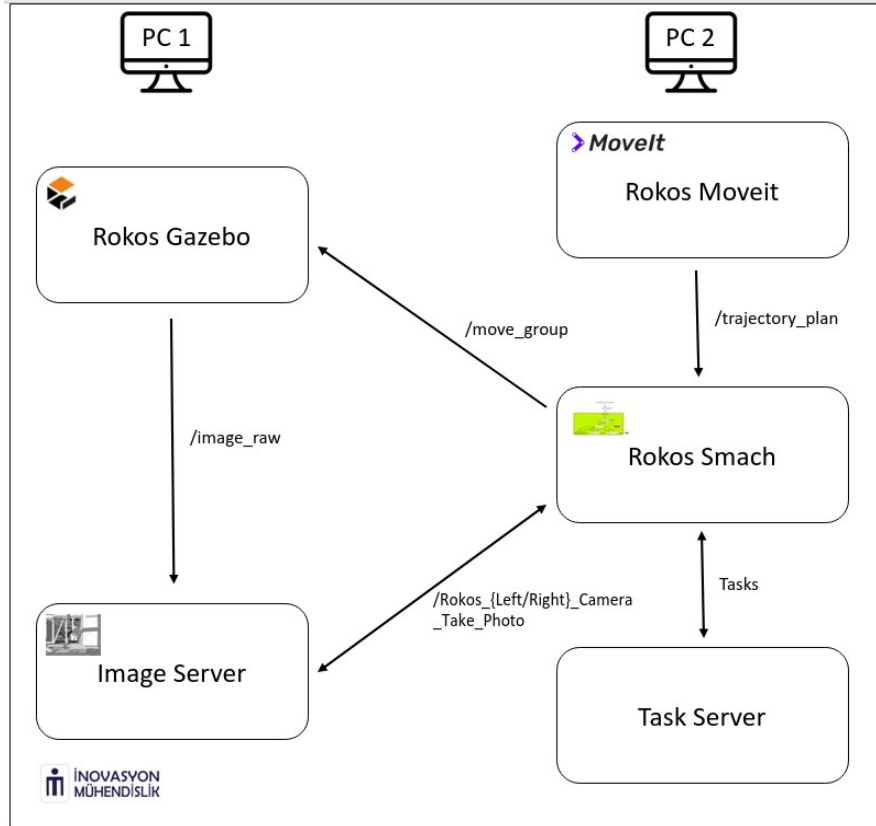 PC 1
PC 2
MoveIt
Rokos Moveit
Rokos Gazebo
/move_group
/trajectory_plan
/image_raw
Rokos Smach
/Rokos_{Left/Right}_Camera
_Take_Photo
Tasks
Image Server
Task Server
İNOVASYON
MÜHENDİSLİK